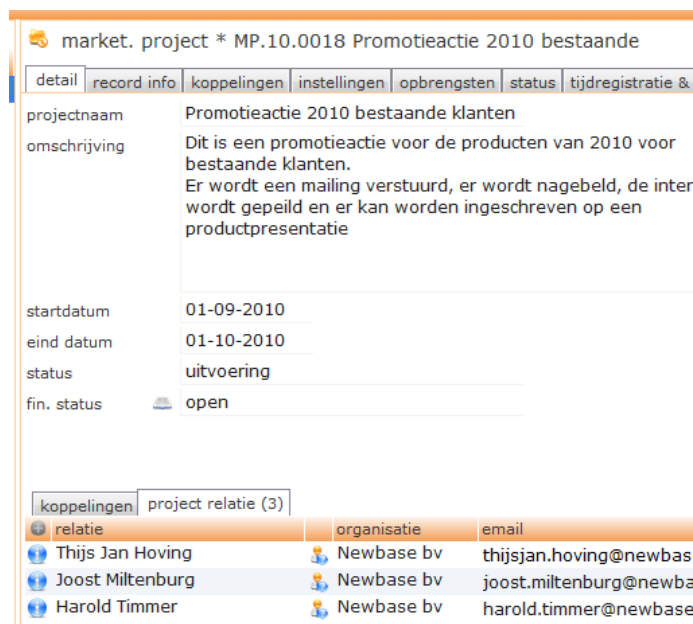 market. project * MP.10.0018 Promotieactie 2010 bestaande
detail record info koppelingen instellingen opbrengsten status tijdregistratie &
projectnaam Promotieactie 2010 bestaande klanten
omschrijving Dit is een promotieactie voor de producten van 2010 voor
bestaande klanten.
Er wordt een mailing verstuurd, er wordt nagebeld, de inter
wordt gepeild en er kan worden ingeschreven op een
productpresentatie
startdatum 01-09-2010
eind datum 01-10-2010
status uitvoering
fin. status open
koppelingen project relatie (3)
relatie organisatie email
Thijs Jan Hoving Newbase bv thijsjan.hoving@newbas
Joost Miltenburg Newbase bv joost.miltenburg@newba
Harold Timmer Newbase bv harold.timmer@newbase